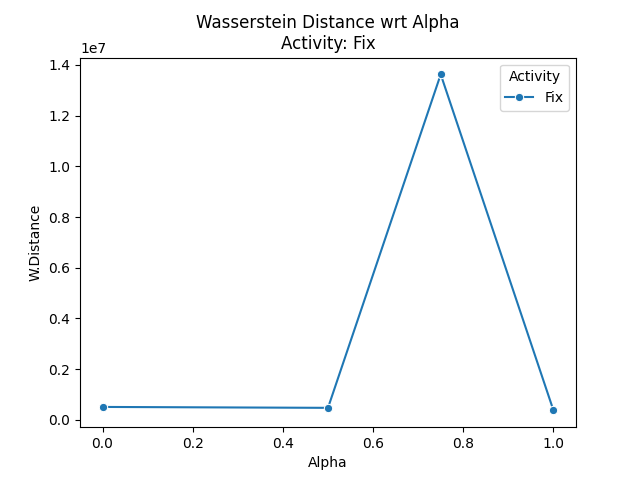 Wasserstein Distance wrt Alpha
Activity: Fix
1e7
Activity
Fix
1.4
1.2
1.0
0.8
0.6
0.4
0.2
0.0
W.Distance
0.0 0.2 0.4 0.6 0.8 1.0
Alpha